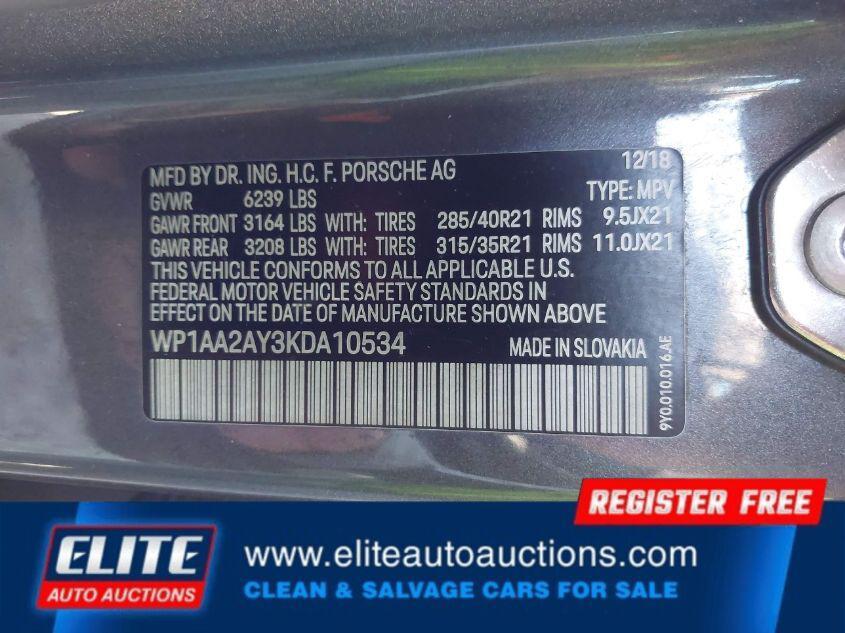 MFD BY DR. ING. H.C. F. PORSCHE AG 12/18
GVWR 6239 LBS TYPE: MPV
GAWR FRONT 3164 LBS WITH: TIRES 285/40R21 RIMS 9.5JX21
GAWR REAR 3208 LBS WITH: TIRES 315/35R21 RIMS 11.0JX21
THIS VEHICLE CONFORMS TO ALL APPLICABLE U.S.
FEDERAL MOTOR VEHICLE SAFETY STANDARDS IN
EFFECT ON THE DATE OF MANUFACTURE SHOWN ABOVE
WP1AA2AY3KDA10534 MADE IN SLOVAKIA
9Y0.010.016.AE
REGISTER FREE
ELITE
AUTO AUCTIONS
www.eliteautoauctions.com
CLEAN & SALVAGE CARS FOR SALE